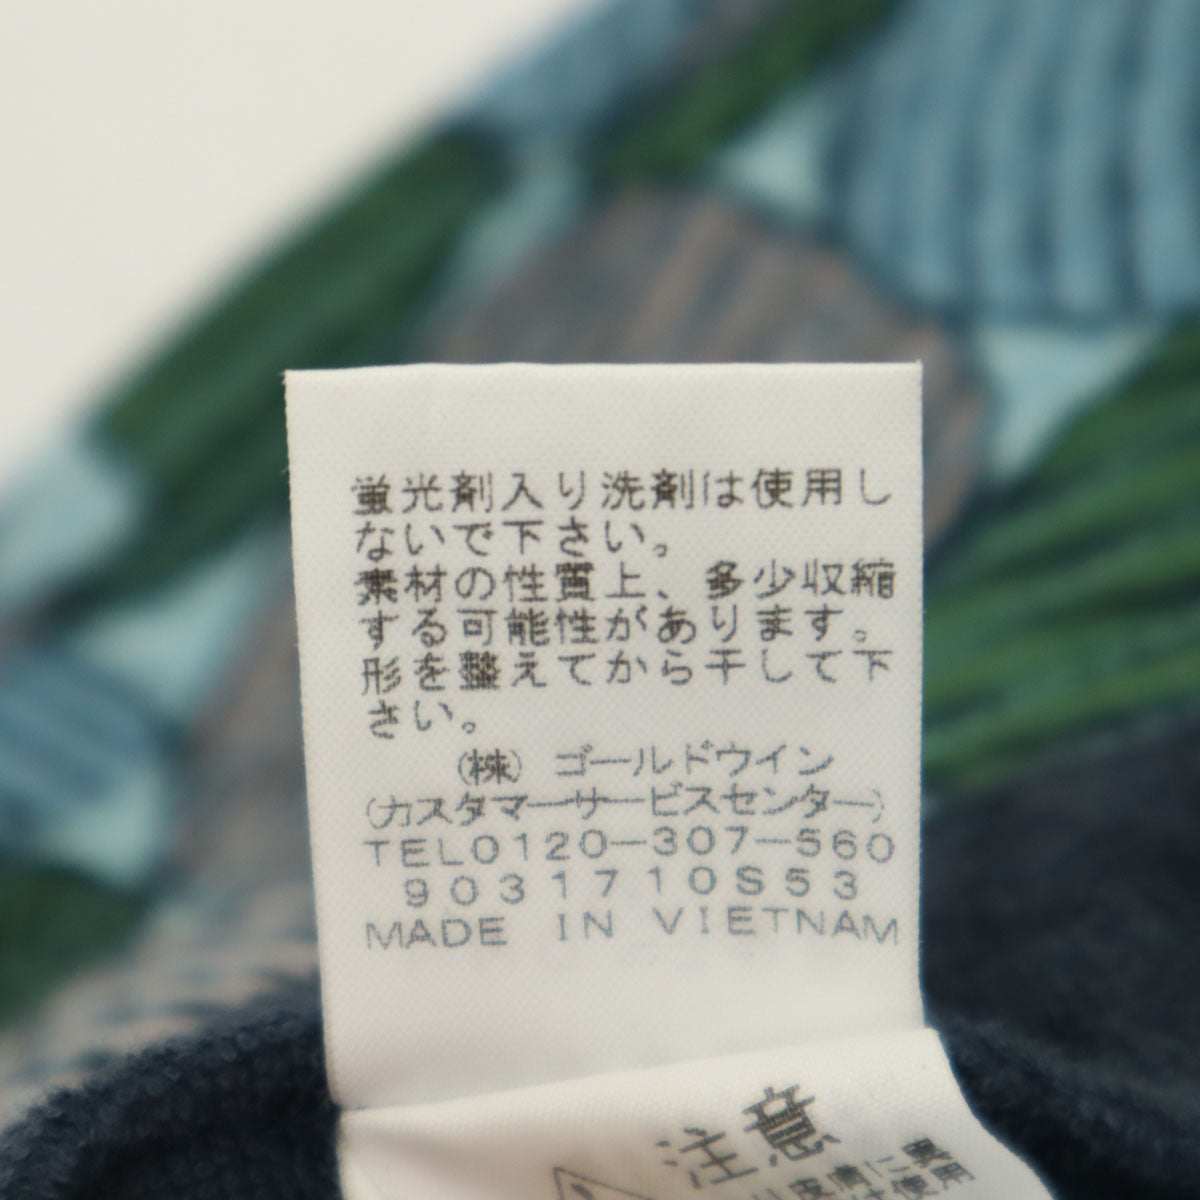 蛍光剤入り洗剤は使用し
ないで下さい。
素材の性質上、多少収縮
する可能性があります。
形を整えてから干して下
さい。
(株) ゴールドウイン
(カスタマーサービスセンター)
TEL0120-307-560
9031710S53
MADE IN VIETNAM
注意